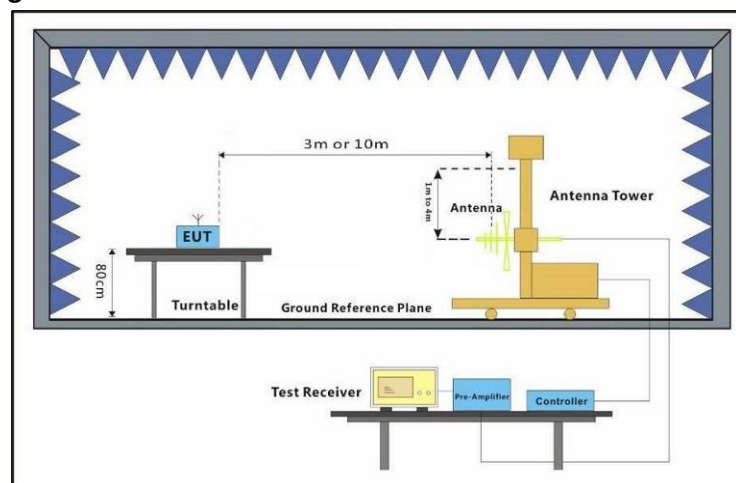 3m or 10m
1m to 4m
Antenna
Antenna Tower
EUT
80cm
Turntable
Ground Reference Plane
Test Receiver
Pre-Amplifier
Controller